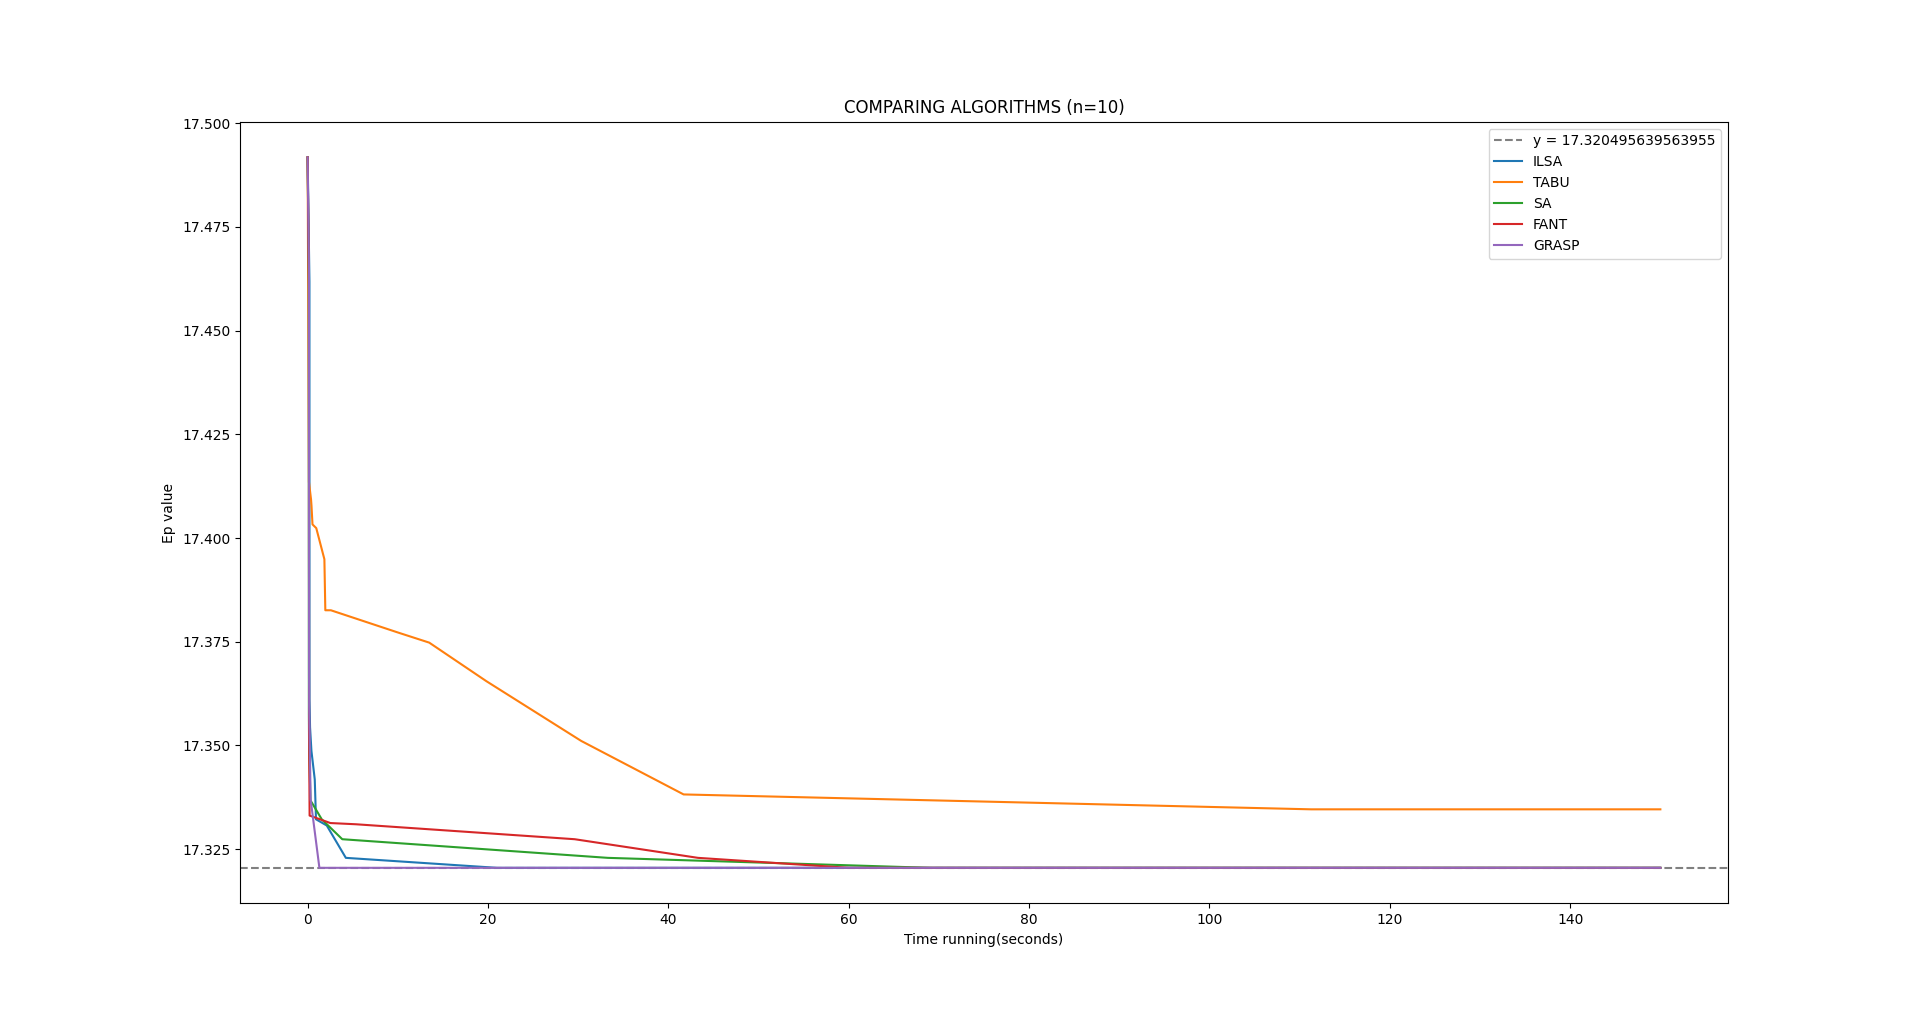 COMPARING ALGORITHMS (n=10)
17.500
17.475
17.450
17.425
17.400
17.375
17.350
17.325
Ep value
y = 17.320495639563955
ILSA
TABU
SA
FANT
GRASP
0 20 40 60 80 100 120 140
Time running(seconds)